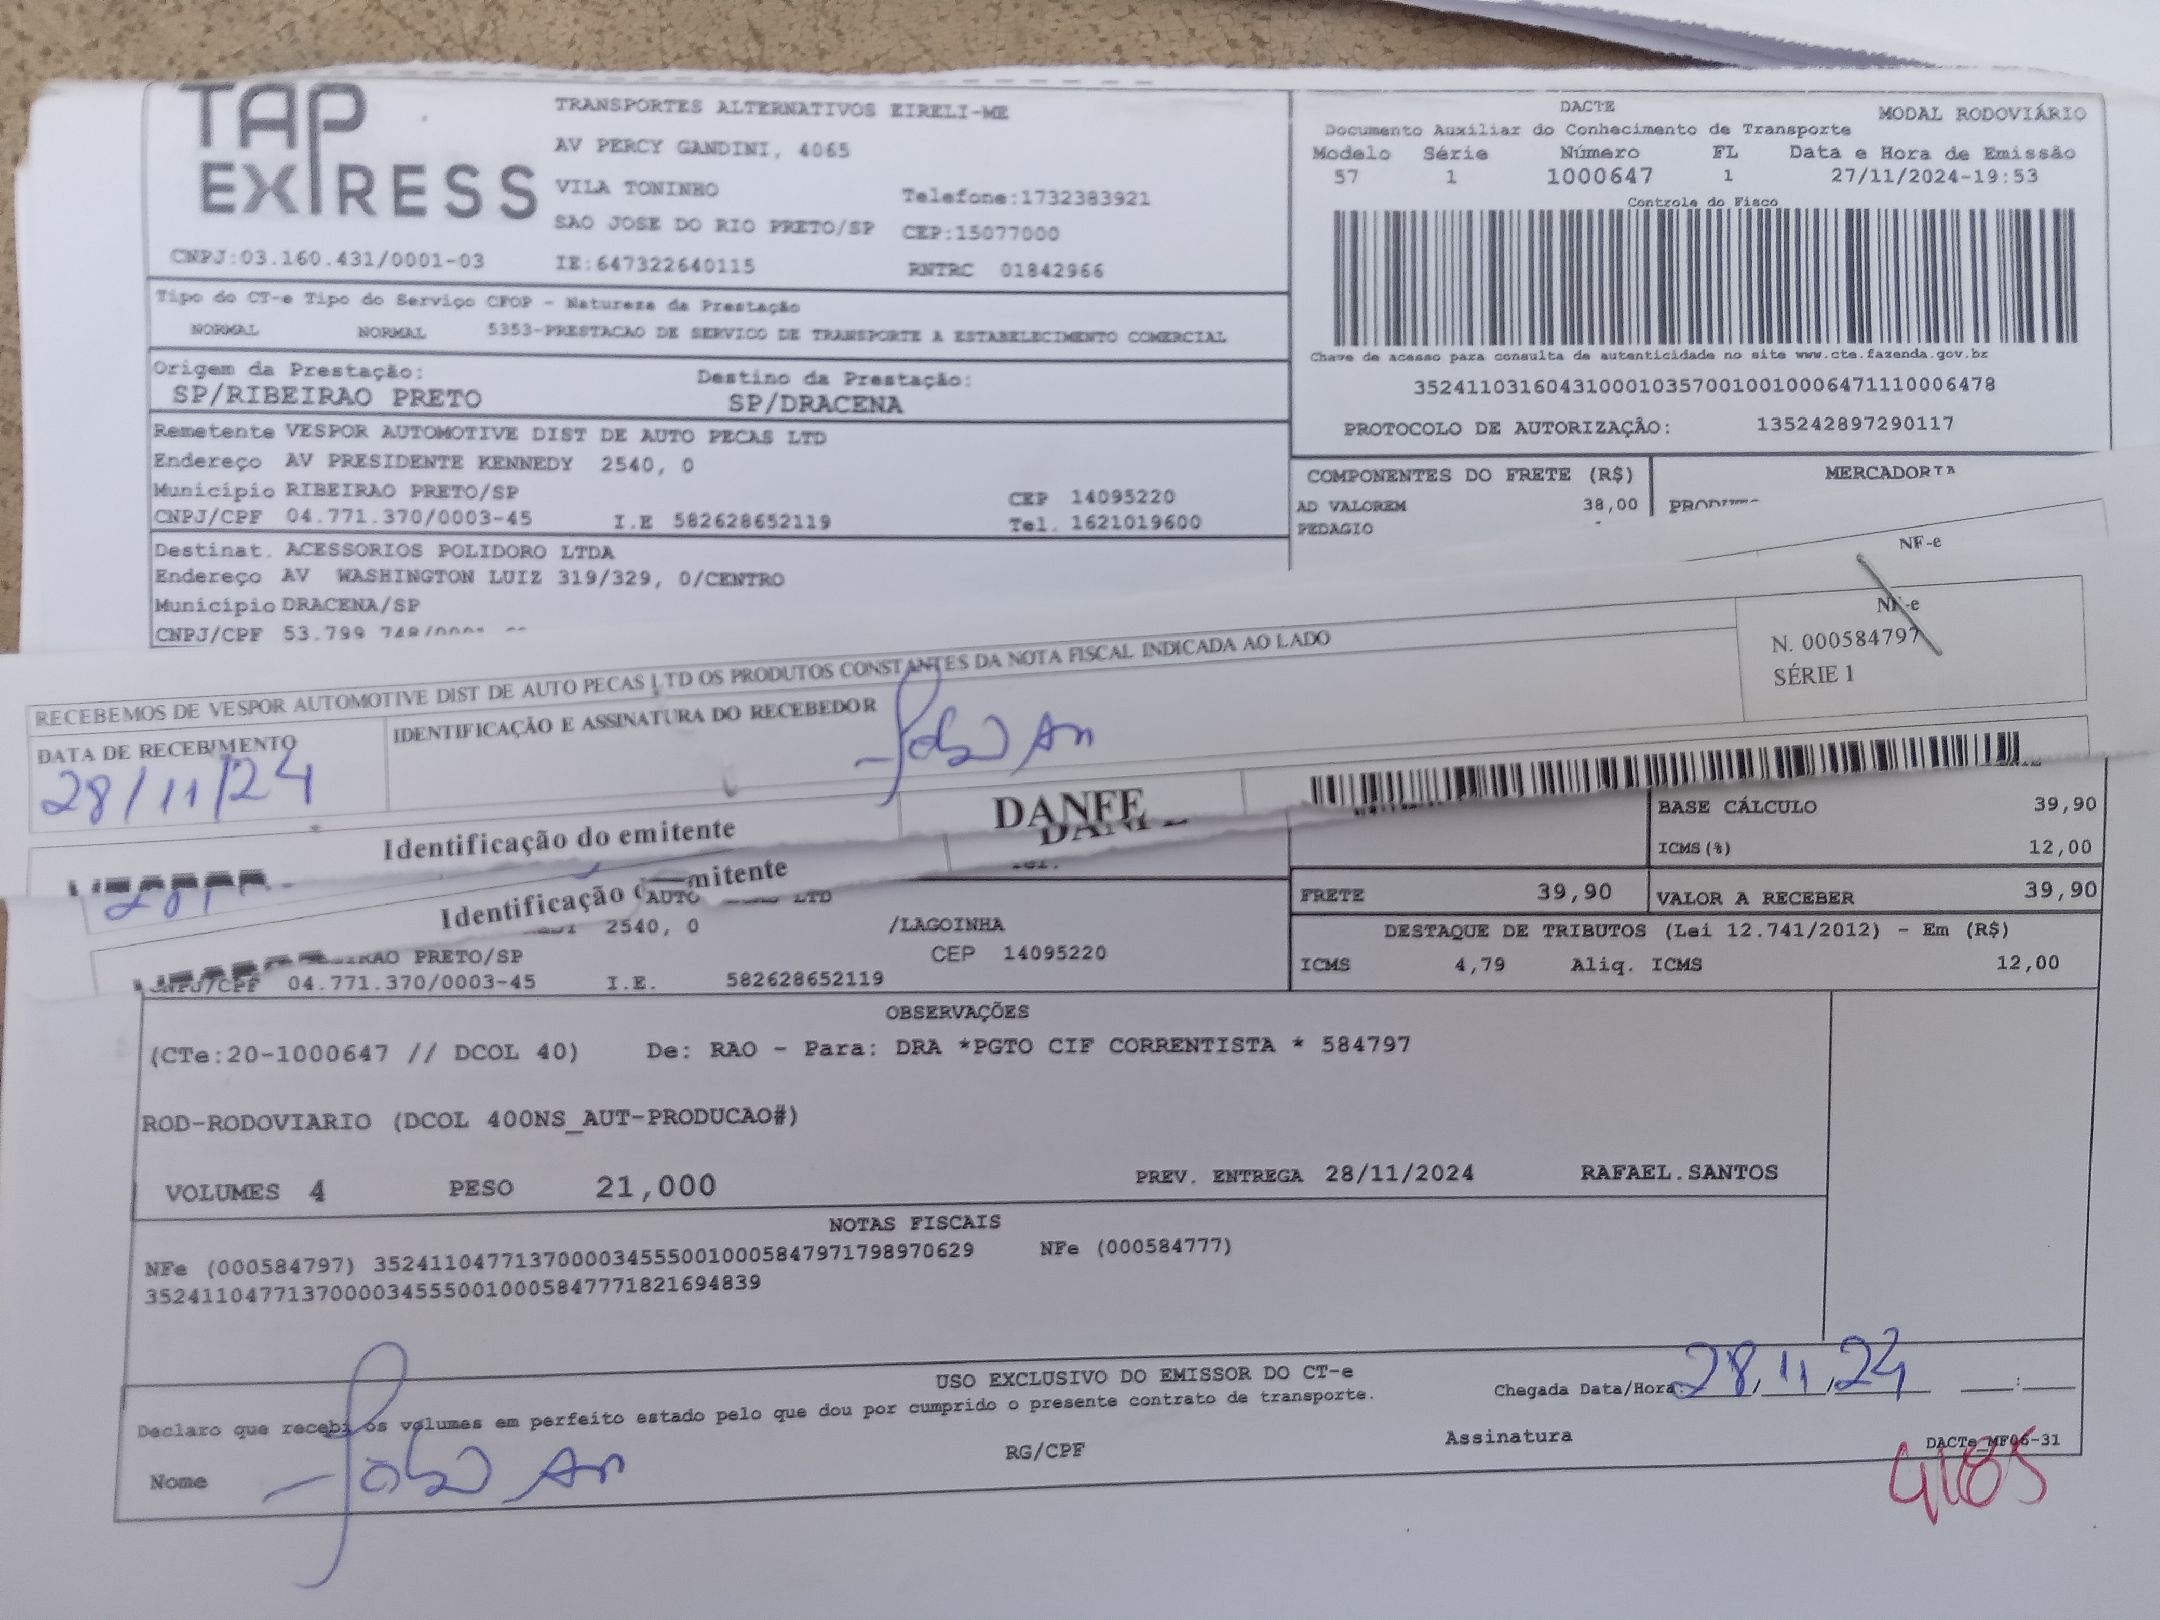 TAP EXPRESS
TRANSPORTES ALTERNATIVOS EIRELI-ME
AV PERCY GANDINI, 4065
VILA TONINHO
Telefone:1732383921
SAO JOSE DO RIO PRETO/SP
CEP:15077000
CNPJ:03.160.431/0001-03
IE:647322640115
RNTRC 01842966
DACTE
MODAL RODOVIÁRIO
Documento Auxiliar do Conhecimento de Transporte
Modelo Série Número FL Data e Hora de Emissão
57 1 1000647 1 27/11/2024-19:53
Controle do Fisco
Chave de acesso para consulta de autenticidade no site www.cte.fazenda.gov.br
35241103160431000103570010010006471110006478
PROTOCOLO DE AUTORIZAÇÃO: 135242897290117
Tipo do CT-e Tipo do Serviço CFOP - Natureza da Prestação
NORMAL NORMAL 5353-PRESTACAO DE SERVICO DE TRANSPORTE A ESTABELECIMENTO COMERCIAL
Origem da Prestação: Destino da Prestação:
SP/RIBEIRAO PRETO SP/DRACENA
Remetente VESPOR AUTOMOTIVE DIST DE AUTO PECAS LTD
Endereço AV PRESIDENTE KENNEDY 2540, 0
Município RIBEIRAO PRETO/SP CEP 14095220
CNPJ/CPF 04.771.370/0003-45 I.E 582628652119 Tel. 1621019600
Destinat. ACESSORIOS POLIDORO LTDA
Endereço AV WASHINGTON LUIZ 319/329, 0/CENTRO
Município DRACENA/SP
CNPJ/CPF 53.799
COMPONENTES DO FRETE (R$)
AD VALOREM 38,00
PEDAGIO
MERCADORIA
NF-e
NF-e
N. 000584797
SÉRIE 1
RECEBEMOS DE VESPOR AUTOMOTIVE DIST DE AUTO PECAS LTD OS PRODUTOS CONSTANTES DA NOTA FISCAL INDICADA AO LADO
DATA DE RECEBIMENTO
28/11/24
IDENTIFICAÇÃO E ASSINATURA DO RECEBEDOR
Identificação do emitente
DANFE
Identificação emitente
AUTO LTD
2540, 0 /LAGOINHA
PRETO/SP CEP 14095220
CNPJ/CPF 04.771.370/0003-45 I.E. 582628652119
BASE CÁLCULO 39,90
ICMS(%) 12,00
FRETE 39,90 VALOR A RECEBER 39,90
DESTAQUE DE TRIBUTOS (Lei 12.741/2012) - Em (R$)
ICMS 4,79 Aliq. ICMS 12,00
OBSERVAÇÕES
(CTe:20-1000647 // DCOL 40) De: RAO - Para: DRA *PGTO CIF CORRENTISTA * 584797
ROD-RODOVIARIO (DCOL 400NS_AUT-PRODUCAO#)
VOLUMES 4 PESO 21,000 PREV. ENTREGA 28/11/2024 RAFAEL.SANTOS
NOTAS FISCAIS
NFe (000584797) 35241104771370000345550010005847971798970629 NFe (000584777)
35241104771370000345550010005847771821694839
USO EXCLUSIVO DO EMISSOR DO CT-e
Declaro que recebi os volumes em perfeito estado pelo que dou por cumprido o presente contrato de transporte.
Chegada Data/Hora: 28/11/24 :
Nome RG/CPF Assinatura
DACTe_MF06-31